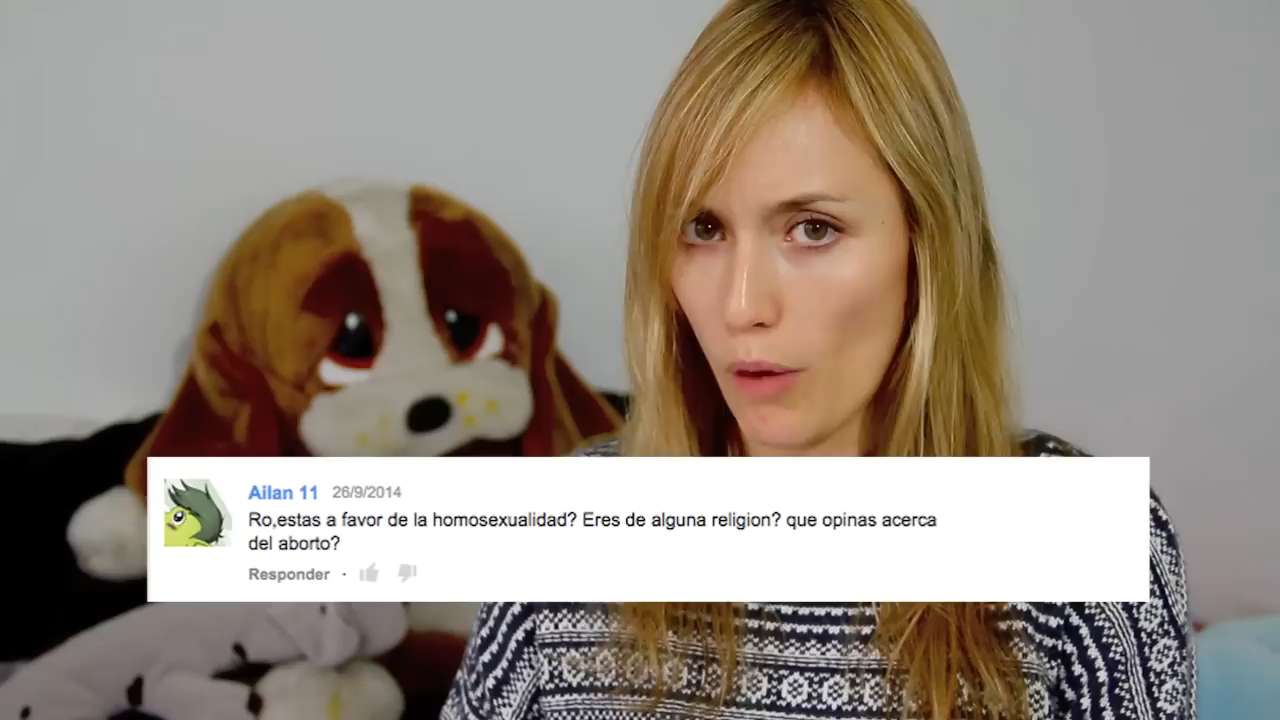 Ailan 11 26/9/2014
Ro,estas a favor de la homosexualidad? Eres de alguna religion? que opinas acerca
del aborto?
Responder ·